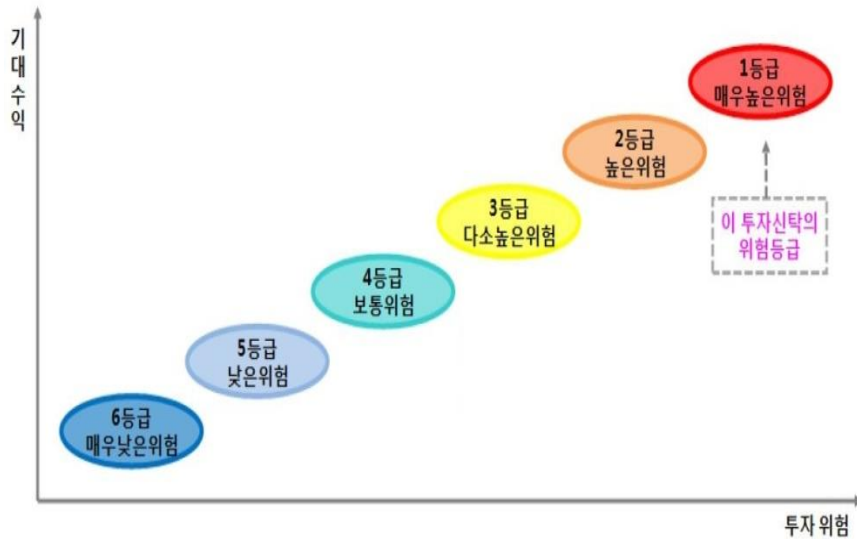 기대수익
1등급
매우높은위험
2등급
높은위험
이 투자신탁의
위험등급
3등급
다소높은위험
4등급
보통위험
5등급
낮은위험
6등급
매우낮은위험
투자 위험